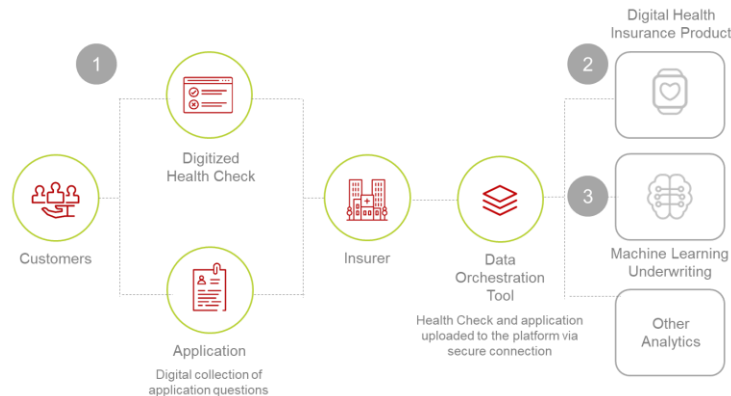 Digital Health
Insurance Product
1
2
Digitized
Health Check
3
Customers
Insurer
Data
Orchestration
Tool
Machine Learning
Underwriting
Health Check and application
uploaded to the platform via
secure connection
Other
Analytics
Application
Digital collection of
application questions